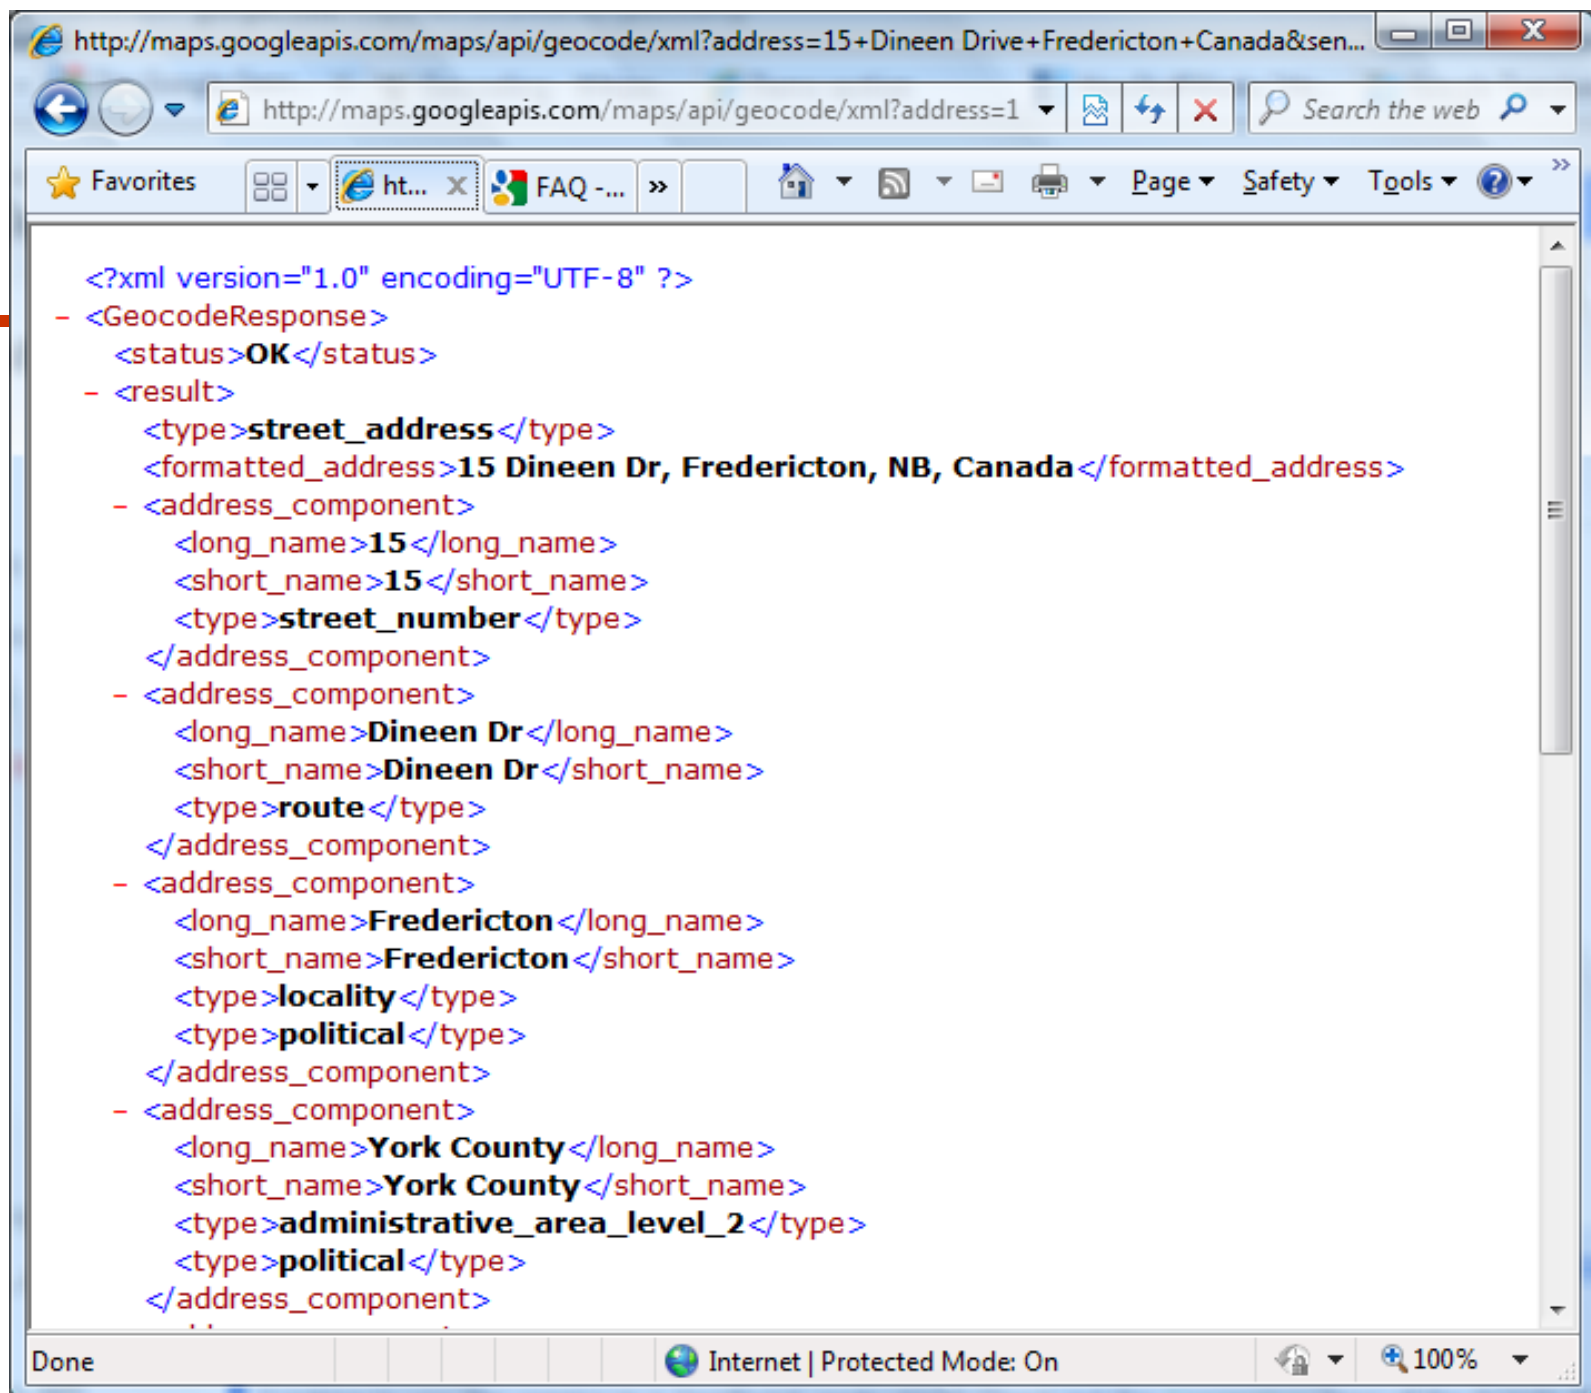 http://maps.googleapis.com/maps/api/geocode/xml?address=15+Dineen Drive+Fredericton+Canada&sen...
http://maps.googleapis.com/maps/api/geocode/xml?address=1 Search the web
Favorites ht... FAQ -... » Page Safety Tools »
<?xml version="1.0" encoding="UTF-8" ?>
- <GeocodeResponse>
<status>OK</status>
- <result>
<type>street_address</type>
<formatted_address>15 Dineen Dr, Fredericton, NB, Canada</formatted_address>
- <address_component>
<long_name>15</long_name>
<short_name>15</short_name>
<type>street_number</type>
</address_component>
- <address_component>
<long_name>Dineen Dr</long_name>
<short_name>Dineen Dr</short_name>
<type>route</type>
</address_component>
- <address_component>
<long_name>Fredericton</long_name>
<short_name>Fredericton</short_name>
<type>locality</type>
<type>political</type>
</address_component>
- <address_component>
<long_name>York County</long_name>
<short_name>York County</short_name>
<type>administrative_area_level_2</type>
<type>political</type>
</address_component>
Done Internet | Protected Mode: On 100%